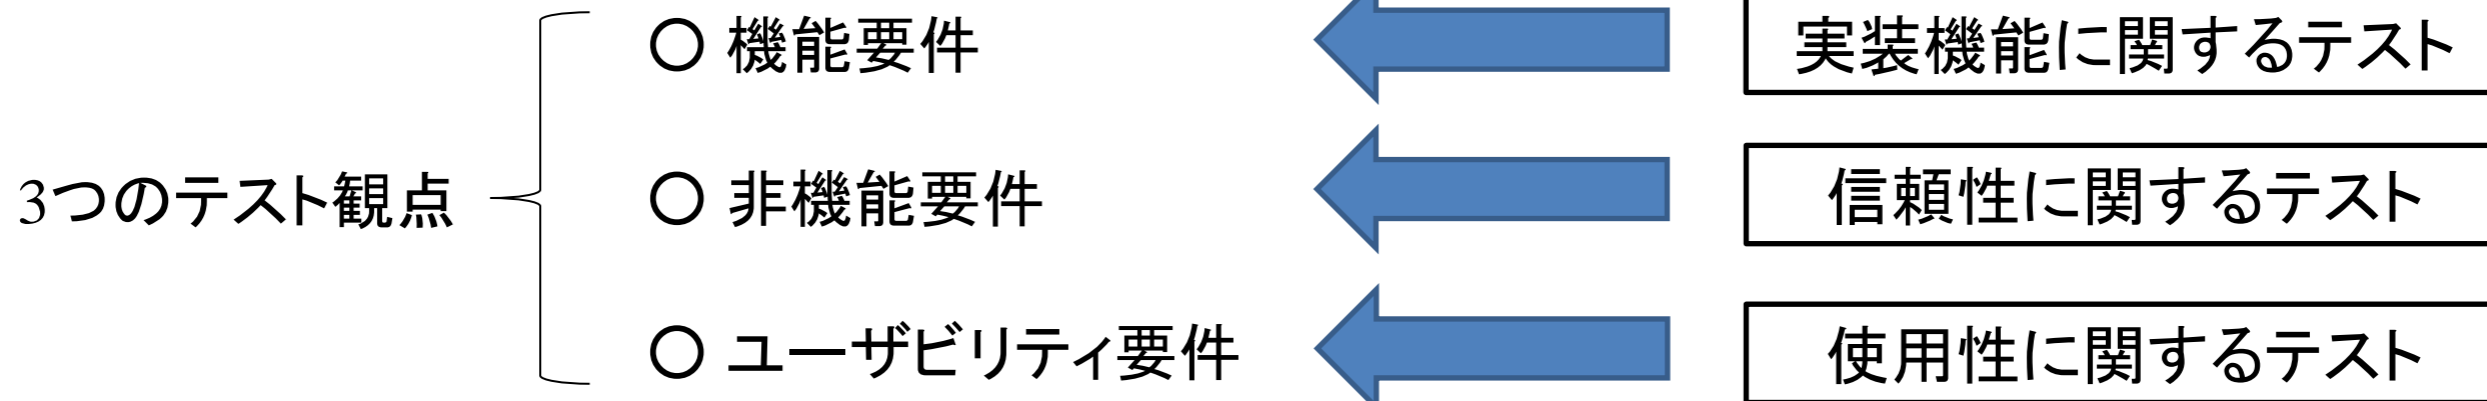 ○ 機能要件
実装機能に関するテスト
3つのテスト観点
○ 非機能要件
信頼性に関するテスト
○ ユーザビリティ要件
使用性に関するテスト